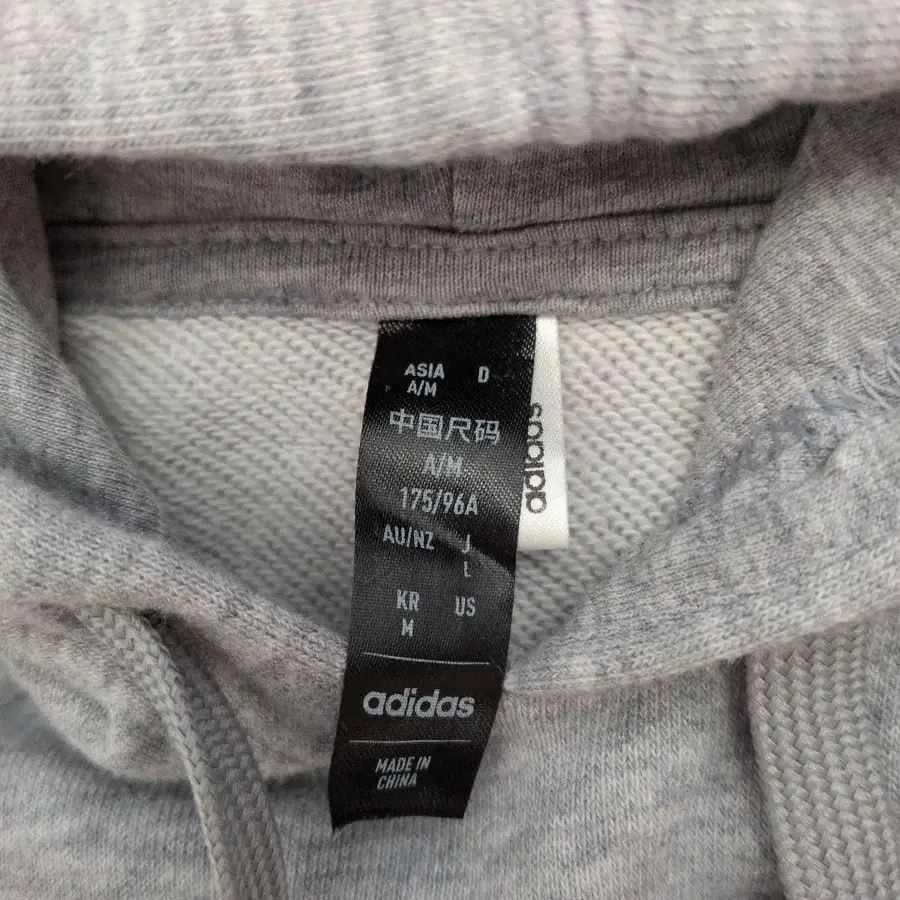 ASIA D
A/M
中国尺码
A/M
175/96A
AU/NZ J
L
KR US
M
adidas
MADE IN
CHINA
adidas